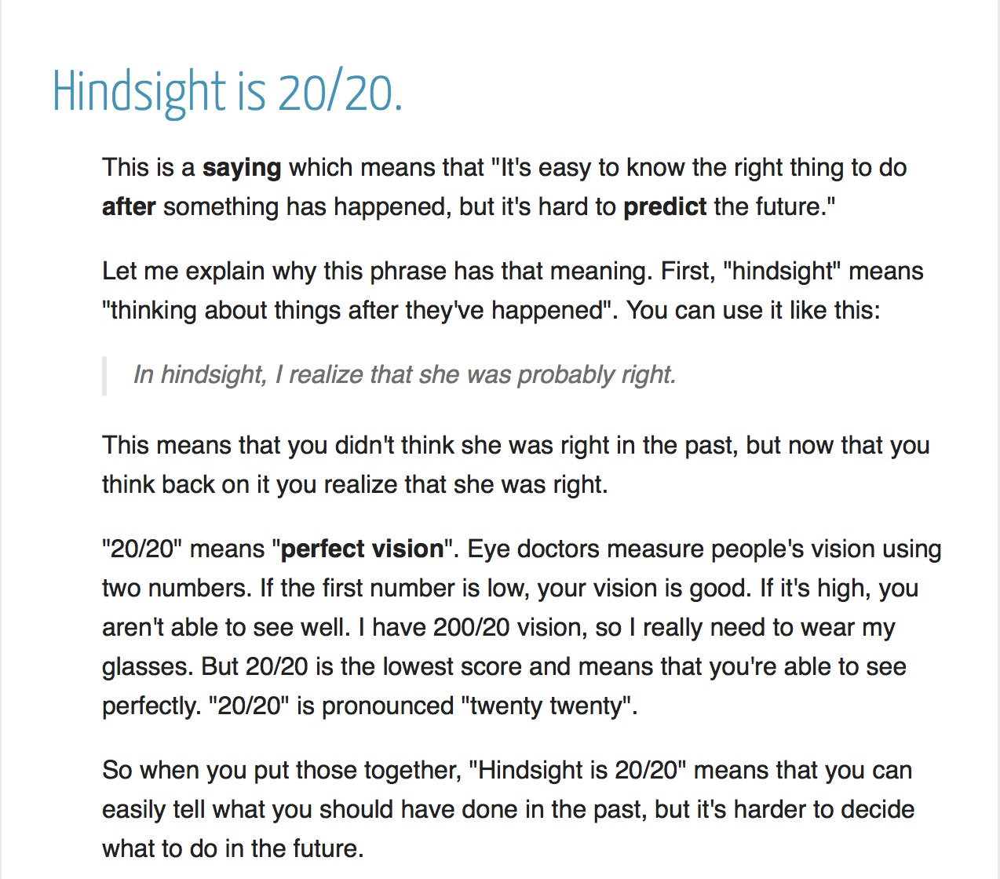 Hindsight is 20/20.
This is a saying which means that "It's easy to know the right thing to do
after something has happened, but it's hard to predict the future."
Let me explain why this phrase has that meaning. First, "hindsight" means
"thinking about things after they've happened". You can use it like this:
In hindsight, I realize that she was probably right.
This means that you didn't think she was right in the past, but now that you
think back on it you realize that she was right.
"20/20" means "perfect vision". Eye doctors measure people's vision using
two numbers. If the first number is low, your vision is good. If it's high, you
aren't able to see well. I have 200/20 vision, so I really need to wear my
glasses. But 20/20 is the lowest score and means that you're able to see
perfectly. "20/20" is pronounced "twenty twenty".
So when you put those together, "Hindsight is 20/20" means that you can
easily tell what you should have done in the past, but it's harder to decide
what to do in the future.